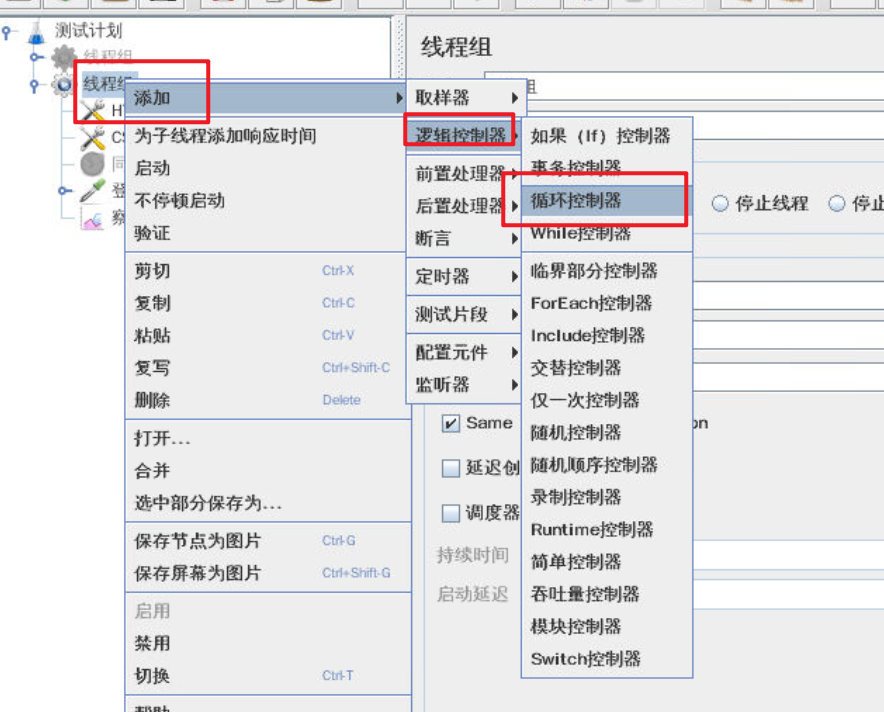 测试计划
线程组
线程组
H
CS
同
登
察
添加
为子线程添加响应时间
启动
不停顿启动
验证
剪切 Ctrl-X
复制 Ctrl-C
粘贴 Ctrl-V
复写 Ctrl+Shift-C
删除 Delete
打开...
合并
选中部分保存为...
保存节点为图片 Ctrl-G
保存屏幕为图片 Ctrl+Shift-G
启用
禁用
切换 Ctrl-T
帮助
取样器
逻辑控制器
前置处理器
后置处理器
断言
定时器
测试片段
配置元件
监听器
如果（If）控制器
事务控制器
循环控制器
While控制器
临界部分控制器
ForEach控制器
Include控制器
交替控制器
仅一次控制器
随机控制器
随机顺序控制器
录制控制器
Runtime控制器
简单控制器
吞吐量控制器
模块控制器
Switch控制器
线程组
组
停止线程 停止
Same on
延迟创
调度器
持续时间
启动延迟